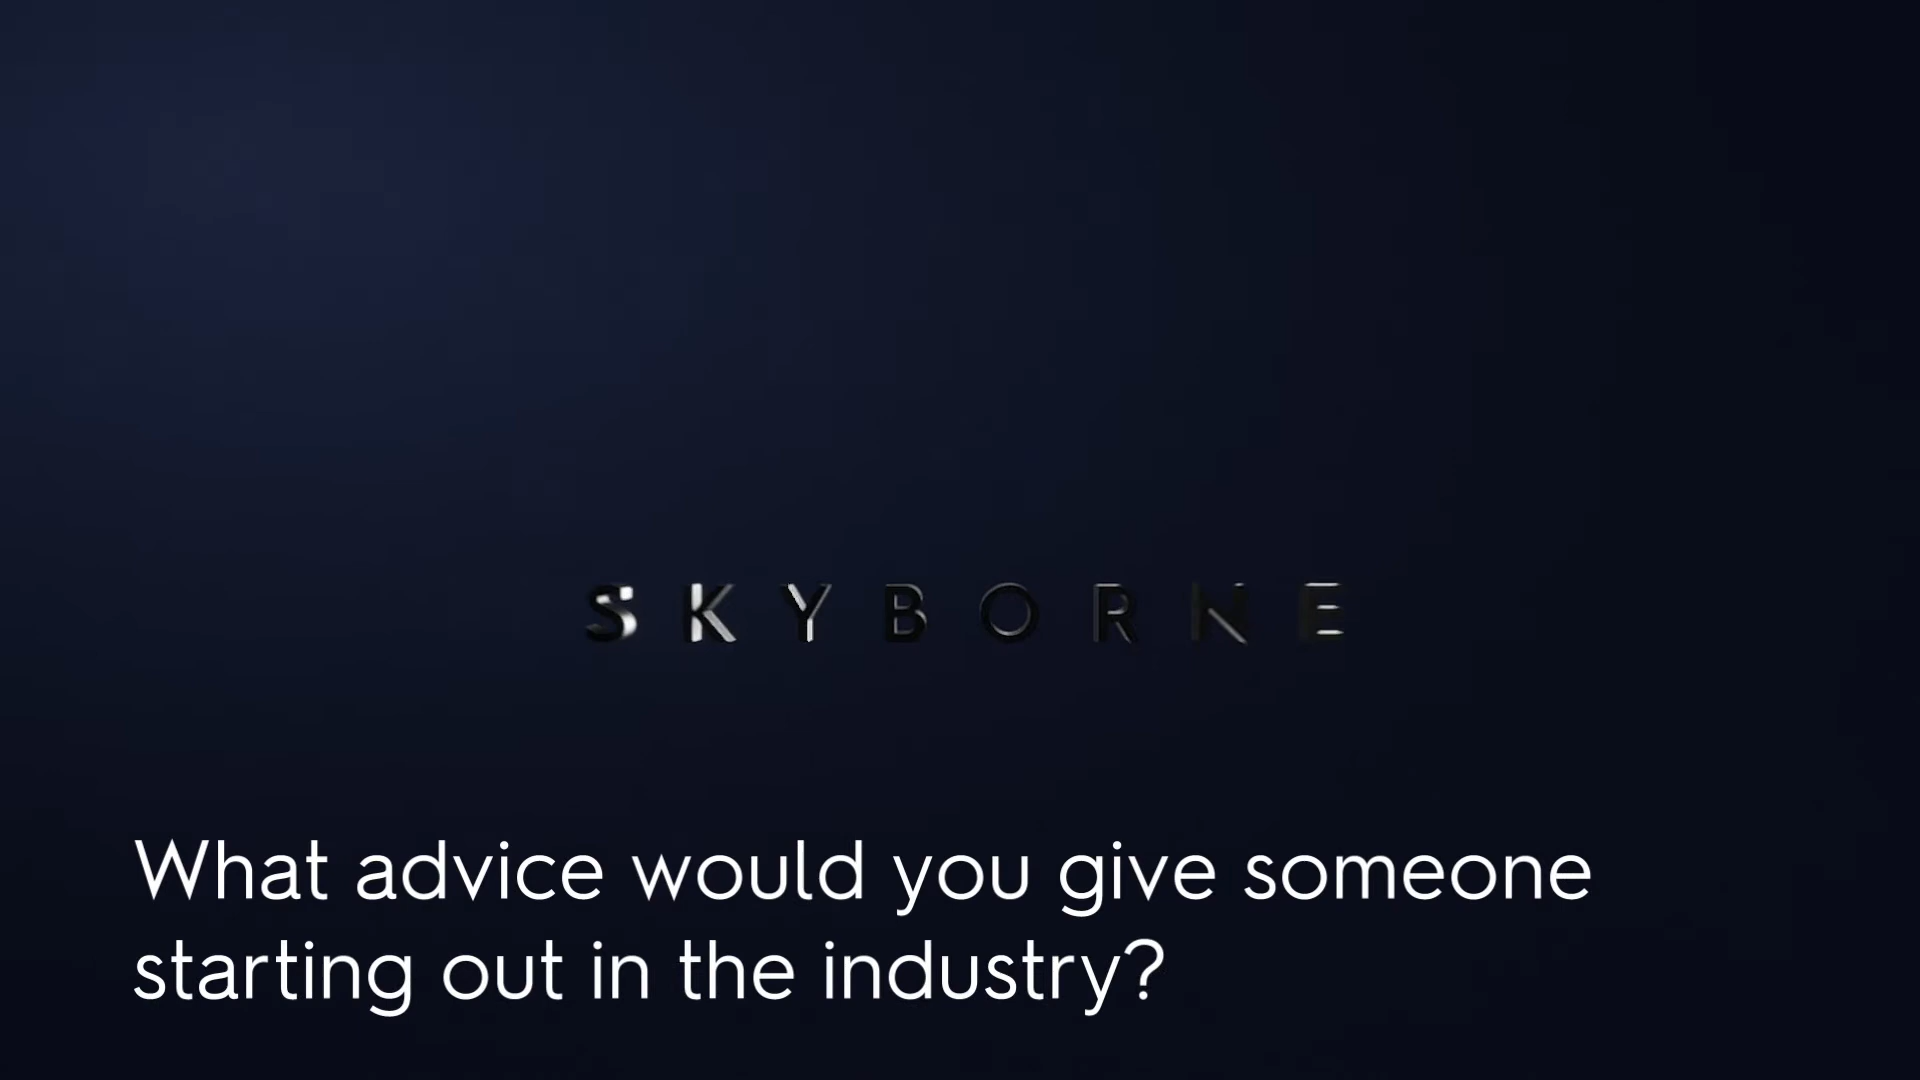 SKYBORNE
What advice would you give someone
starting out in the industry?